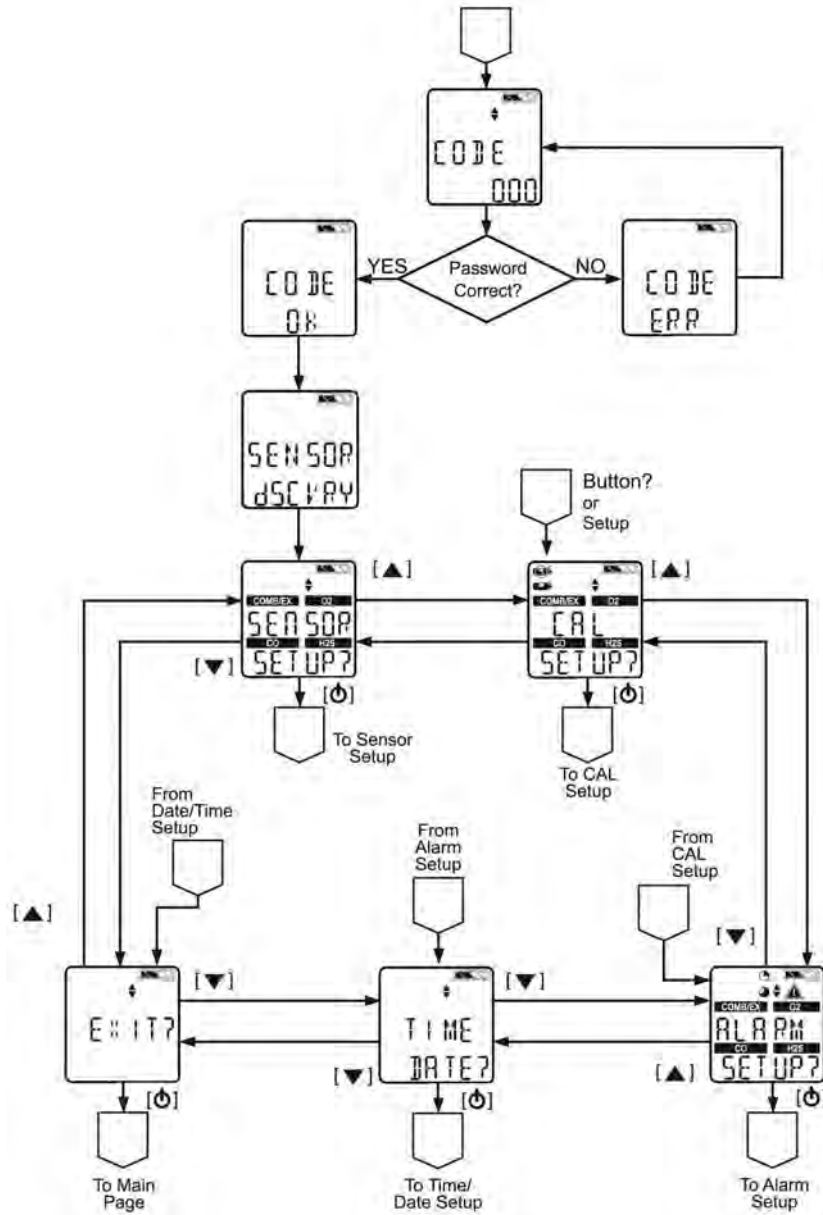 CODE
000
Password
Correct?
YES
NO
CODE
OK
CODE
ERR
SENSOR
dSCVRY
Button?
or
Setup
[▲]
[▲]
COMB/EX O2
SENSOR
CO H2S
SETUP?
COMB/EX O2
CAL
CO H2S
SETUP?
[▼]
[⏻]
[⏻]
To Sensor
Setup
To CAL
Setup
From
Date/Time
Setup
From
Alarm
Setup
From
CAL
Setup
[▲]
[▼]
[▼]
[▼]
EXIT?
TIME
DATE?
COMB/EX O2
ALARM
CO H2S
SETUP?
[▼]
[▲]
[⏻]
[⏻]
[⏻]
To Main
Page
To Time/
Date Setup
To Alarm
Setup